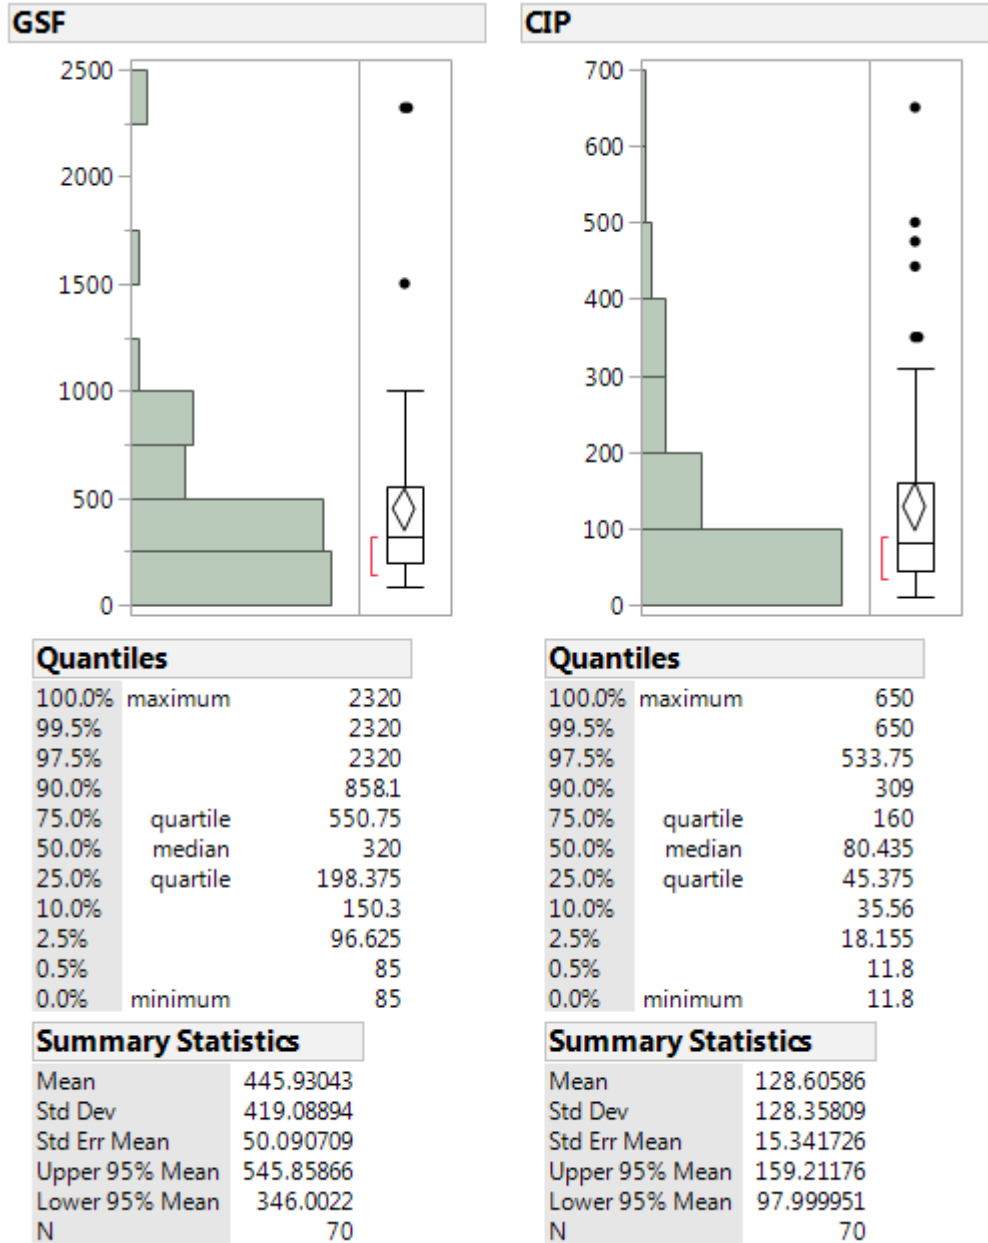 GSF
2500
2000
1500
1000
500
0
Quantiles
100.0% maximum 2320
99.5% 2320
97.5% 2320
90.0% 858.1
75.0% quartile 550.75
50.0% median 320
25.0% quartile 198.375
10.0% 150.3
2.5% 96.625
0.5% 85
0.0% minimum 85
Summary Statistics
Mean 445.93043
Std Dev 419.08894
Std Err Mean 50.090709
Upper 95% Mean 545.85866
Lower 95% Mean 346.0022
N 70
CIP
700
600
500
400
300
200
100
0
Quantiles
100.0% maximum 650
99.5% 650
97.5% 533.75
90.0% 309
75.0% quartile 160
50.0% median 80.435
25.0% quartile 45.375
10.0% 35.56
2.5% 18.155
0.5% 11.8
0.0% minimum 11.8
Summary Statistics
Mean 128.60586
Std Dev 128.35809
Std Err Mean 15.341726
Upper 95% Mean 159.21176
Lower 95% Mean 97.999951
N 70